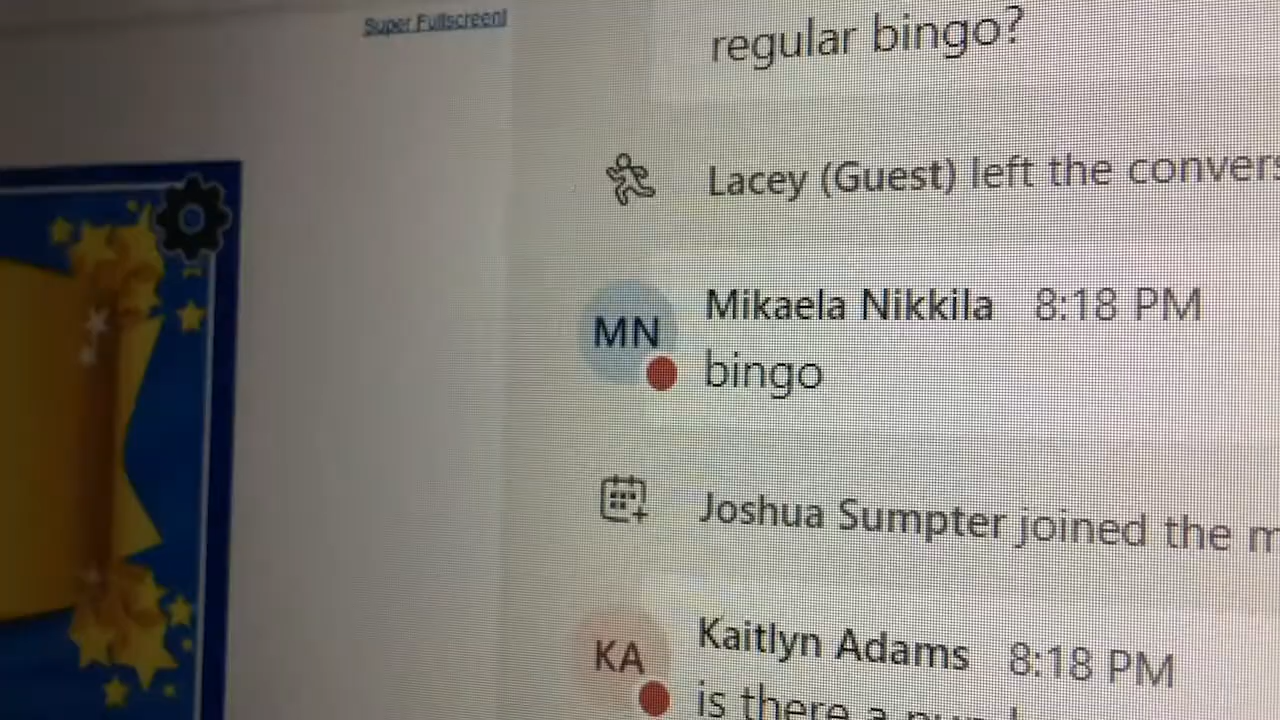 Super Fullscreen!
regular bingo?
Lacey (Guest) left the convers
MN
Mikaela Nikkila 8:18 PM
bingo
Joshua Sumpter joined the m
KA
Kaitlyn Adams 8:18 PM
is there a